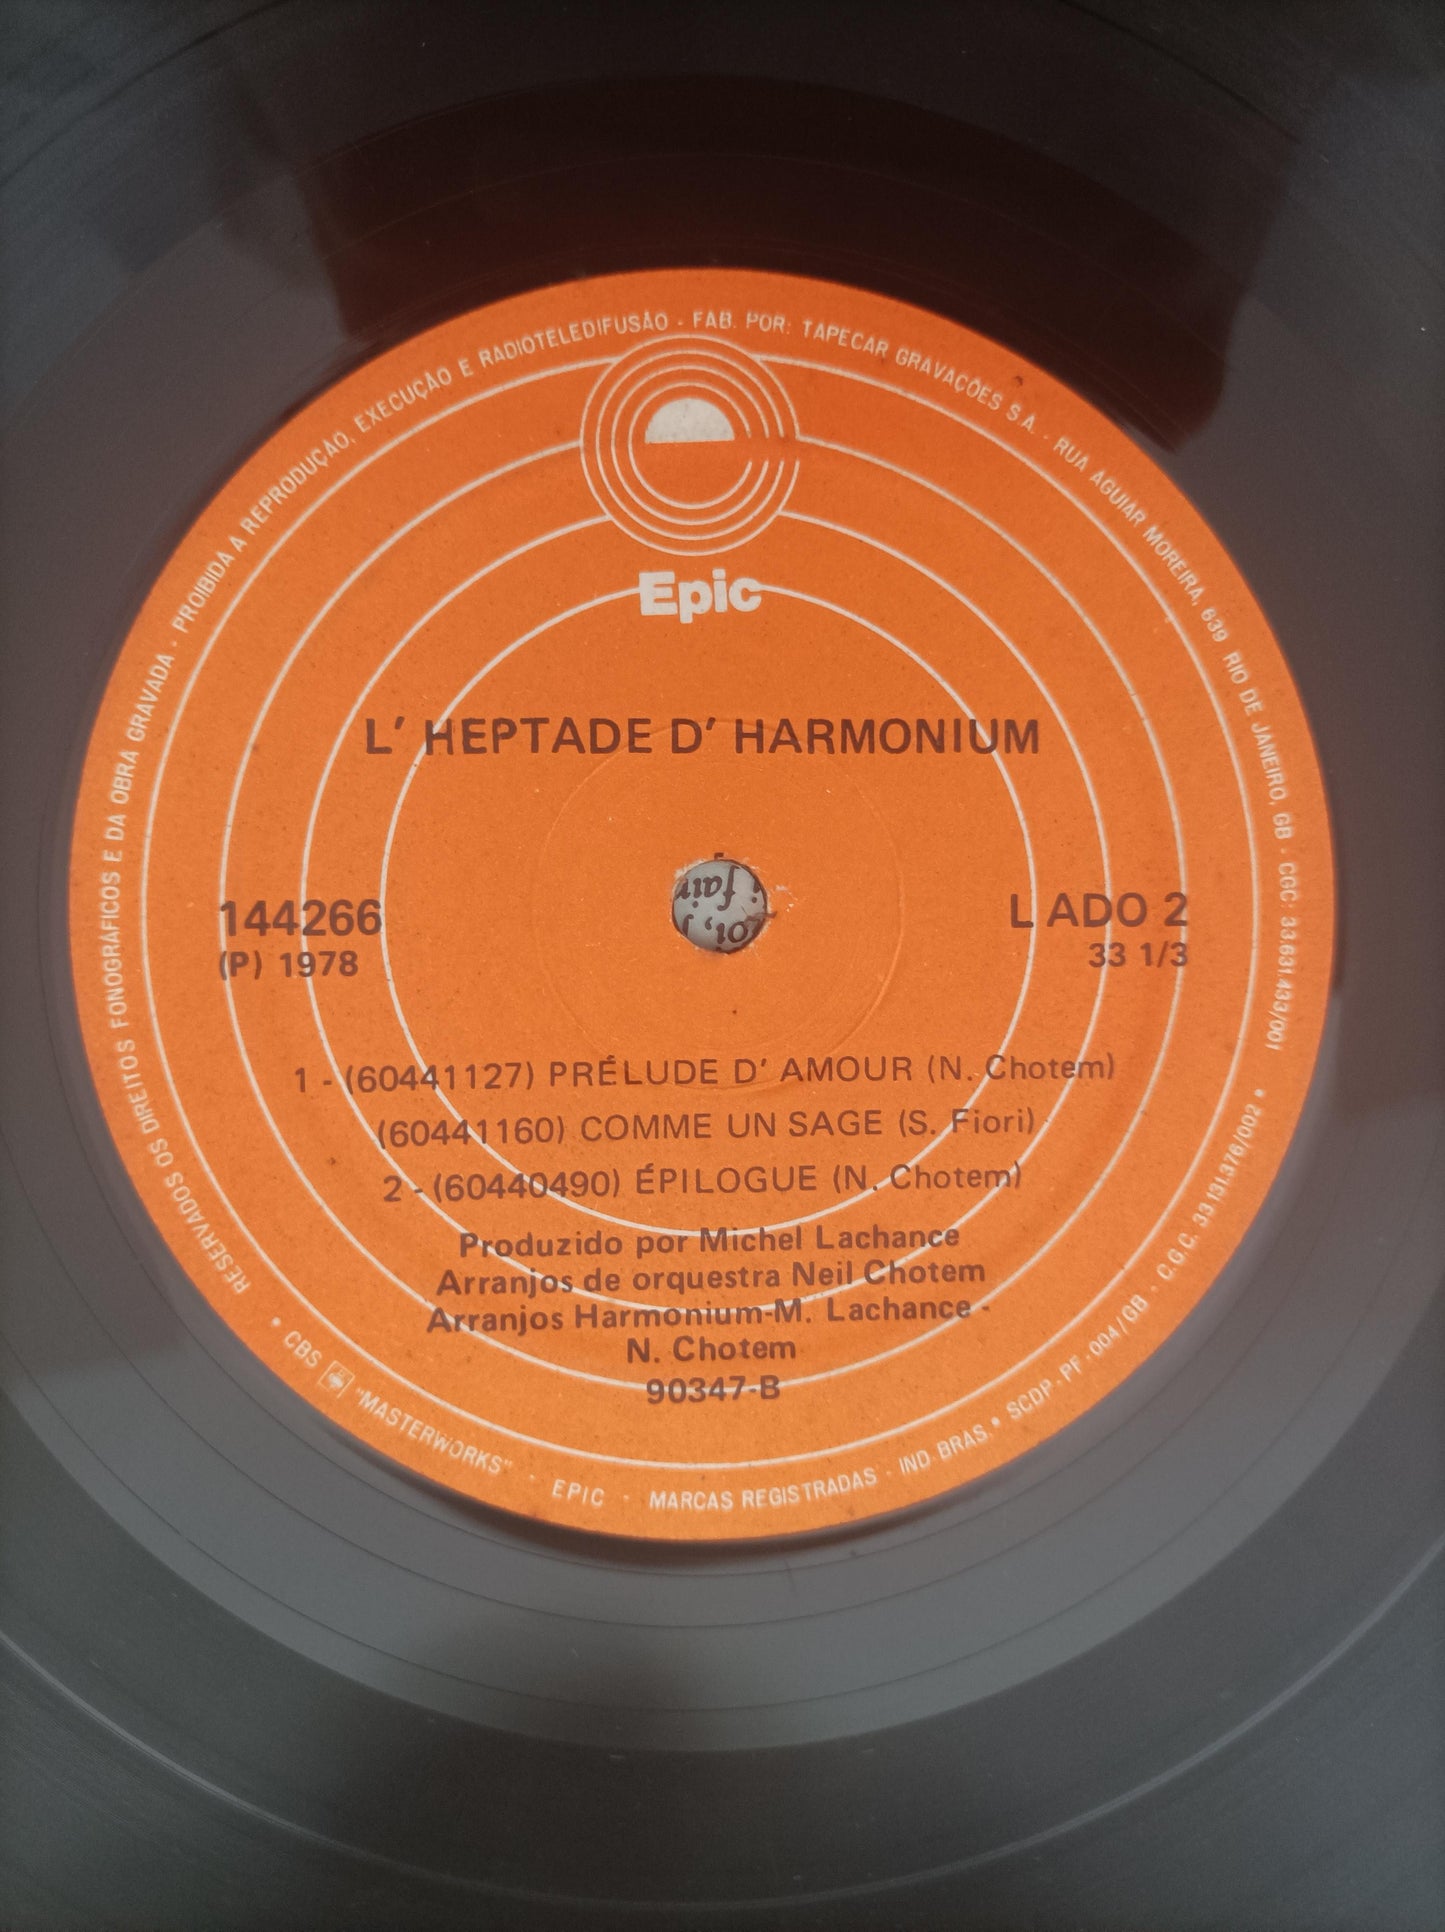 RESERVADOS OS DIREITOS FONOGRÁFICOS E DA OBRA GRAVADA - PROIBIDA A REPRODUÇÃO, EXECUÇÃO E RADIOTELEDIFUSÃO - FAB. POR: TAPECAR GRAVAÇÕES S.A. - RUA AGUIAR MOREIRA, 639 RIO DE JANEIRO, GB - CGC: 33.631.433/001
Epic
L' HEPTADE D' HARMONIUM
144266
(P) 1978
L ADO 2
33 1/3
1 - (60441127) PRÉLUDE D' AMOUR (N. Chotem)
(60441160) COMME UN SAGE (S. Fiori)
2 - (60440490) ÉPILOGUE (N. Chotem)
Produzido por Michel Lachance
Arranjos de orquestra Neil Chotem
Arranjos Harmonium-M. Lachance -
N. Chotem
90347-B
• CBS "MASTERWORKS" - EPIC - MARCAS REGISTRADAS - IND. BRAS. • SCDP - PF - 004/GB - C.G.C. 33.131.376/002 •
fair